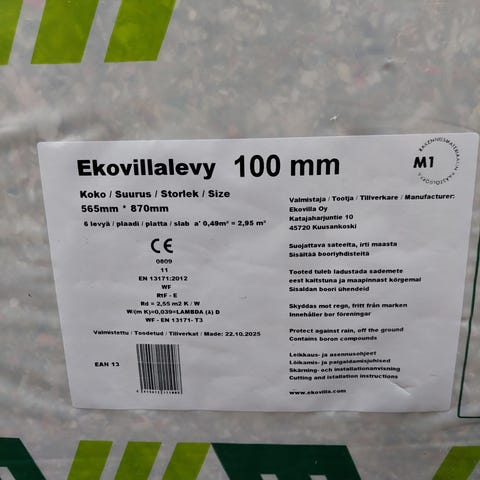 Ekovillalevy 100 mm
Koko / Suurus / Storlek / Size
565mm * 870mm
6 levyä / plaadi / platta / slab a' 0,49m² = 2,95 m²
CE
0809
11
EN 13171:2012
WF
RtF - E
Rd = 2,55 m2 K / W
W/(m K)=0,039=LAMBDA (λ) D
WF - EN 13171- T3
Valmistettu / Toodetud / Tillverkat / Made: 22.10.2025
EAN 13
M1
Valmistaja / Tootja / Tillverkare / Manufacturer:
Ekovilla Oy
Katajaharjuntie 10
45720 Kuusankoski
Suojattava sateelta, irti maasta
Sisältää booriyhdisteitä
Tooted tuleb ladustada sademete
eest kaitstuna ja maapinnast kõrgemal
Sisaldan boori ühendeid
Skyddas mot regn, fritt från marken
Innehåller bor föreningar
Protect against rain, off the ground
Contains boron compounds
Leikkaus- ja asennusohjeet
Lõikamis- ja paigaldamisjuhised
Skärning- och installationanvisning
Cutting and istallation instructions
www.ekovilla.com